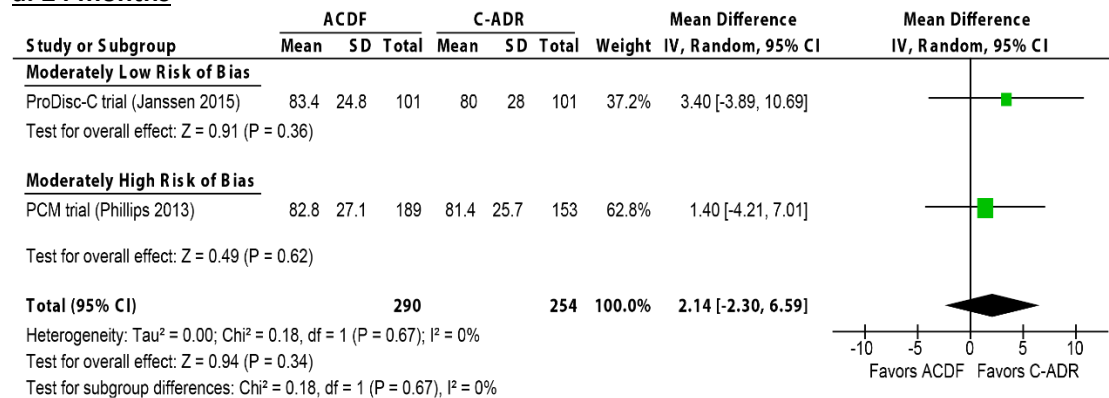 ACDF C-ADR Mean Difference Mean Difference
Study or Subgroup Mean SD Total Mean SD Total Weight IV, Random, 95% CI IV, Random, 95% CI
Moderately Low Risk of Bias
ProDisc-C trial (Janssen 2015) 83.4 24.8 101 80 28 101 37.2% 3.40 [-3.89, 10.69]
Test for overall effect: Z = 0.91 (P = 0.36)
Moderately High Risk of Bias
PCM trial (Phillips 2013) 82.8 27.1 189 81.4 25.7 153 62.8% 1.40 [-4.21, 7.01]
Test for overall effect: Z = 0.49 (P = 0.62)
Total (95% CI) 290 254 100.0% 2.14 [-2.30, 6.59]
Heterogeneity: Tau² = 0.00; Chi² = 0.18, df = 1 (P = 0.67); I² = 0%
Test for overall effect: Z = 0.94 (P = 0.34)
Test for subgroup differences: Chi² = 0.18, df = 1 (P = 0.67), I² = 0%
-10 -5 0 5 10
Favors ACDF Favors C-ADR